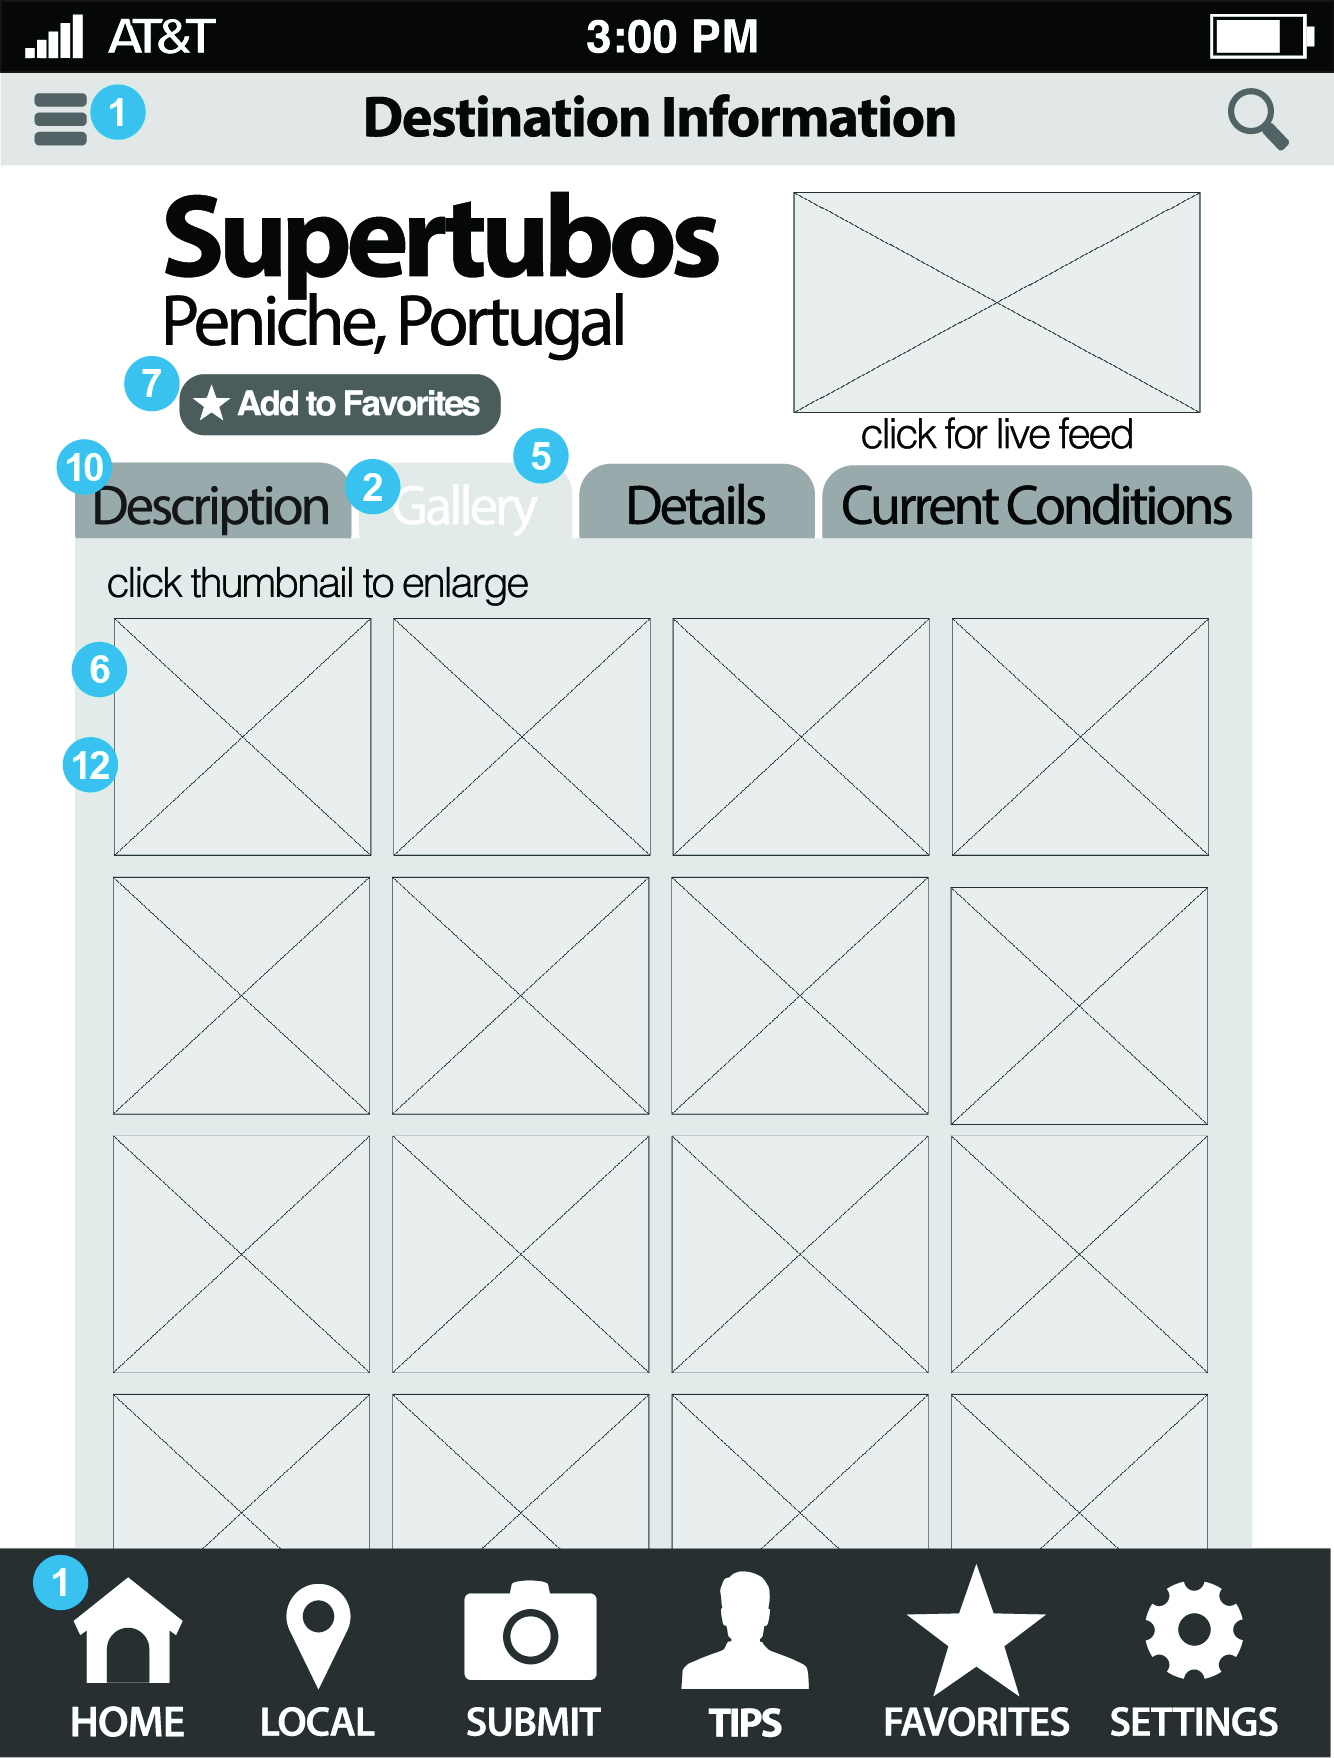 AT&T 3:00 PM
1 Destination Information
Supertubos
Peniche, Portugal
7 Add to Favorites
click for live feed
10 Description 2 Gallery 5 Details Current Conditions
click thumbnail to enlarge
6
12
1
HOME LOCAL SUBMIT TIPS FAVORITES SETTINGS